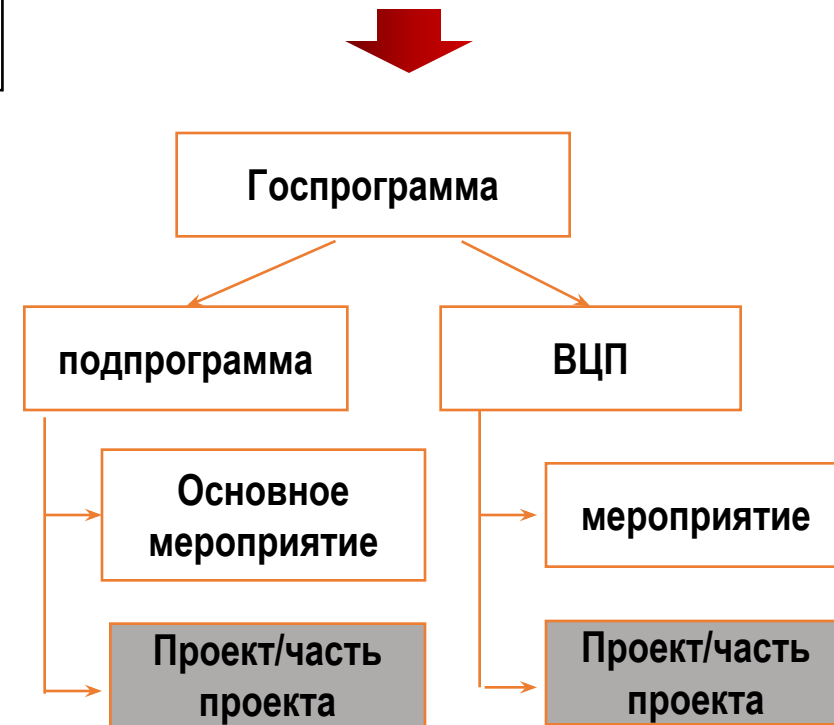 Госпрограмма
подпрограмма
ВЦП
Основное
мероприятие
мероприятие
Проект/часть
проекта
Проект/часть
проекта